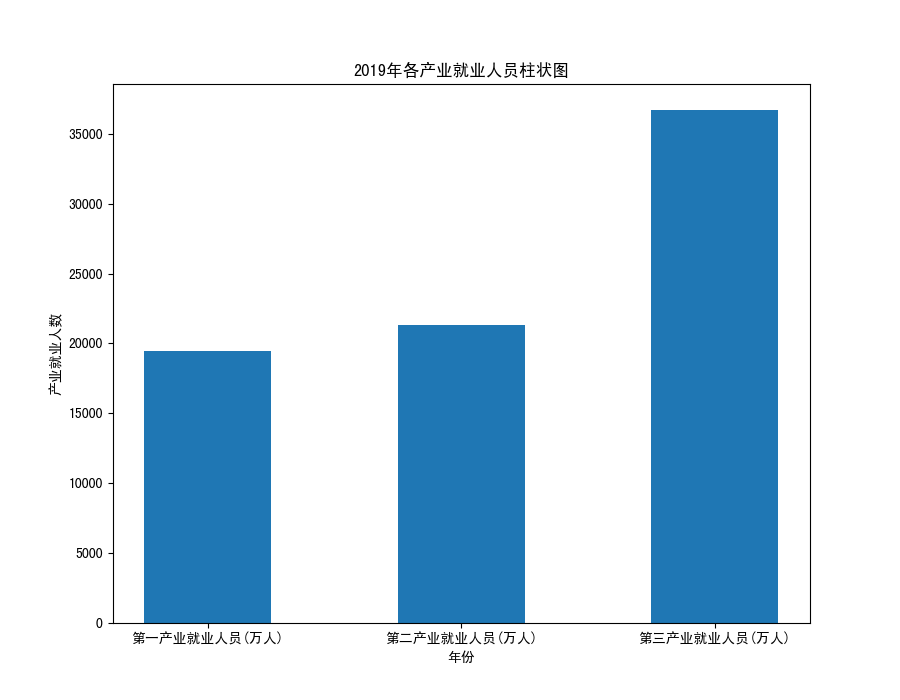 2019年各产业就业人员柱状图
产业就业人数
35000
30000
25000
20000
15000
10000
5000
0
第一产业就业人员(万人)
第二产业就业人员(万人)
第三产业就业人员(万人)
年份